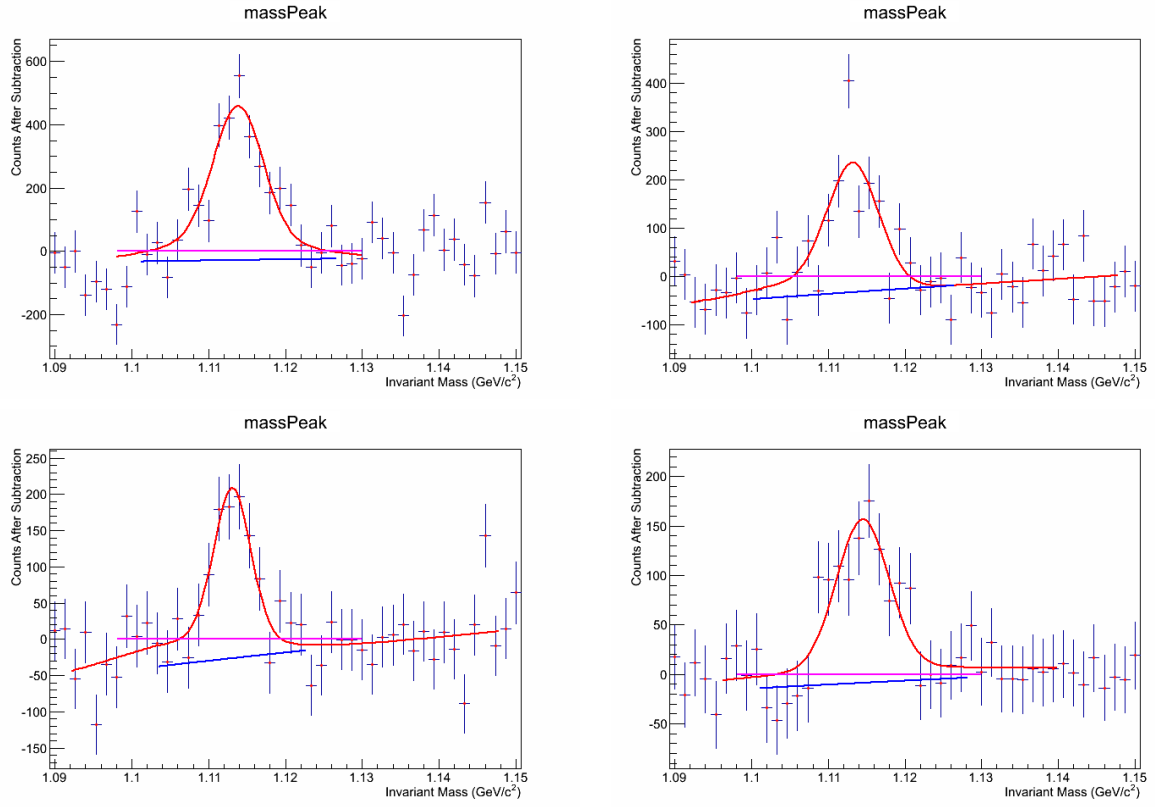 massPeak
Counts After Subtraction
600
400
200
0
-200
1.09 1.1 1.11 1.12 1.13 1.14 1.15
Invariant Mass (GeV/c²)
massPeak
Counts After Subtraction
400
300
200
100
0
-100
1.09 1.1 1.11 1.12 1.13 1.14 1.15
Invariant Mass (GeV/c²)
massPeak
Counts After Subtraction
250
200
150
100
50
0
-50
-100
-150
1.09 1.1 1.11 1.12 1.13 1.14 1.15
Invariant Mass (GeV/c²)
massPeak
Counts After Subtraction
200
150
100
50
0
-50
1.09 1.1 1.11 1.12 1.13 1.14 1.15
Invariant Mass (GeV/c²)